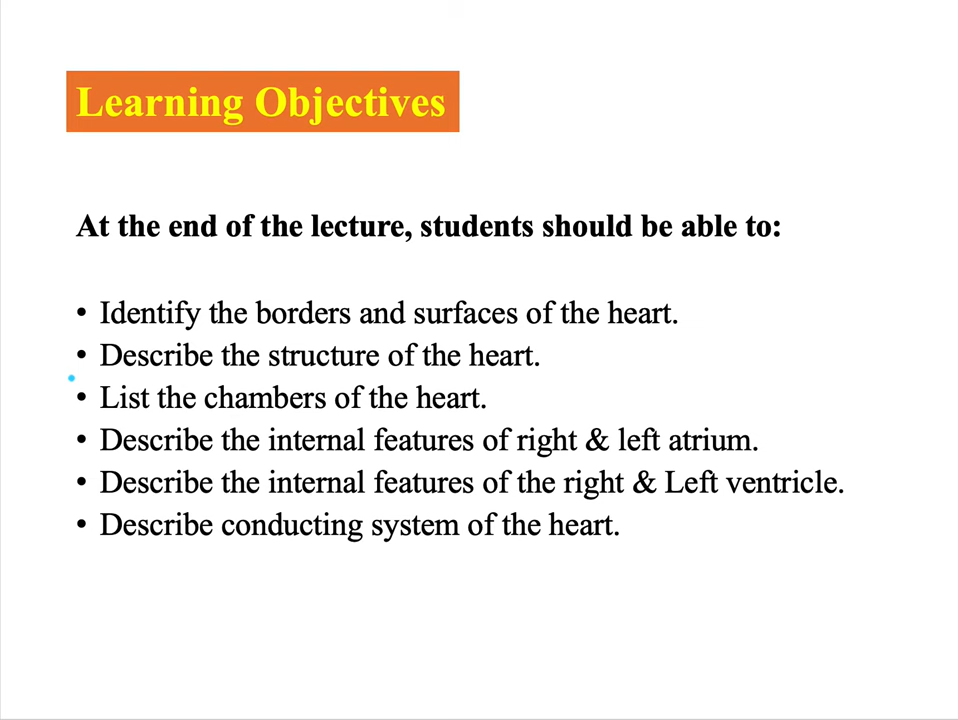 Learning Objectives
At the end of the lecture, students should be able to:
• Identify the borders and surfaces of the heart.
• Describe the structure of the heart.
• List the chambers of the heart.
• Describe the internal features of right & left atrium.
• Describe the internal features of the right & Left ventricle.
• Describe conducting system of the heart.